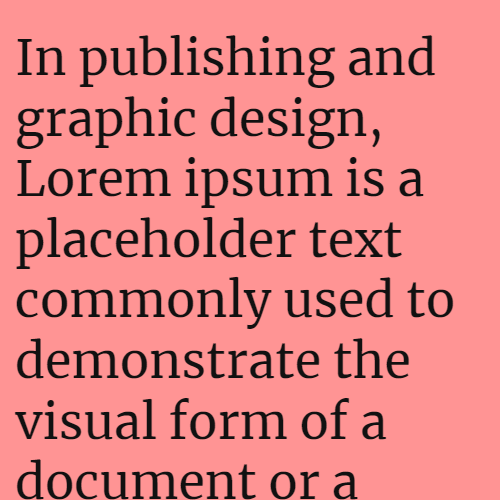 In publishing and
graphic design,
Lorem ipsum is a
placeholder text
commonly used to
demonstrate the
visual form of a
document or a